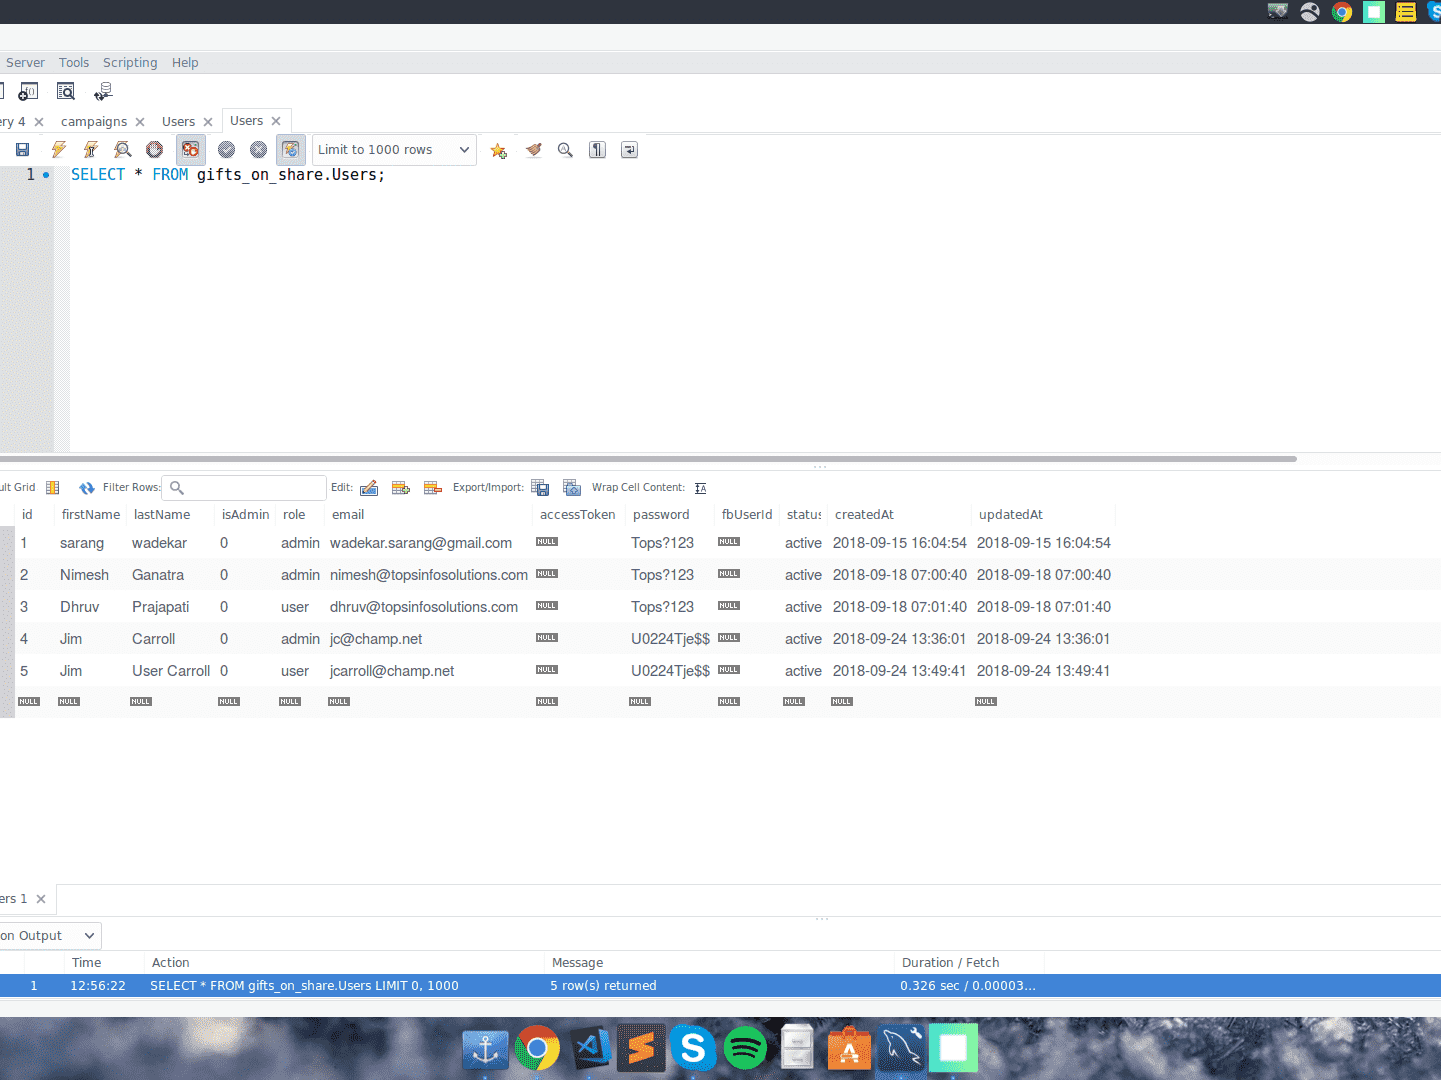 Server Tools Scripting Help
ery 4 campaigns Users Users
Limit to 1000 rows
1 SELECT * FROM gifts_on_share.Users;
ult Grid Filter Rows: Edit: Export/Import: Wrap Cell Content:
id firstName lastName isAdmin role email accessToken password fbUserId status createdAt updatedAt
1 sarang wadekar 0 admin wadekar.sarang@gmail.com NULL Tops?123 NULL active 2018-09-15 16:04:54 2018-09-15 16:04:54
2 Nimesh Ganatra 0 admin nimesh@topsinfosolutions.com NULL Tops?123 NULL active 2018-09-18 07:00:40 2018-09-18 07:00:40
3 Dhruv Prajapati 0 user dhruv@topsinfosolutions.com NULL Tops?123 NULL active 2018-09-18 07:01:40 2018-09-18 07:01:40
4 Jim Carroll 0 admin jc@champ.net NULL U0224Tje$$ NULL active 2018-09-24 13:36:01 2018-09-24 13:36:01
5 Jim User Carroll 0 user jcarroll@champ.net NULL U0224Tje$$ NULL active 2018-09-24 13:49:41 2018-09-24 13:49:41
NULL NULL NULL NULL NULL NULL NULL NULL NULL NULL NULL NULL
ers 1
on Output
Time Action Message Duration / Fetch
1 12:56:22 SELECT * FROM gifts_on_share.Users LIMIT 0, 1000 5 row(s) returned 0.326 sec / 0.00003...